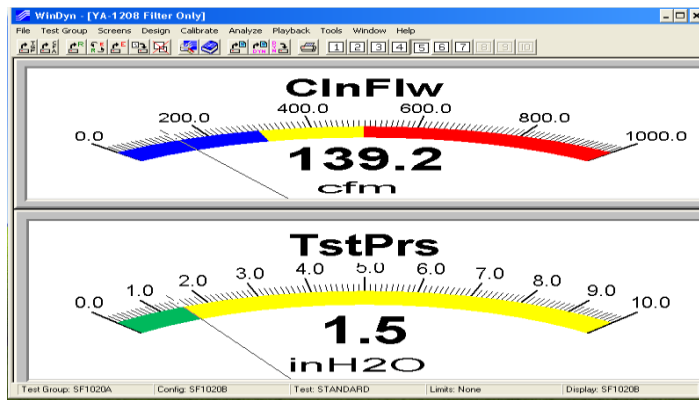 WinDyn - [YA-1208 Filter Only]
File Test Group Screens Design Calibrate Analyze Playback Tools Window Help
1 2 3 4 5 6 7 8 9 10
ClnFlw
0.0 200.0 400.0 600.0 800.0 1000.0
139.2
cfm
TstPrs
0.0 1.0 2.0 3.0 4.0 5.0 6.0 7.0 8.0 9.0 10.0
1.5
inH2O
Test Group: SF1020A Config: SF1020B Test: STANDARD Limits: None Display: SF1020B